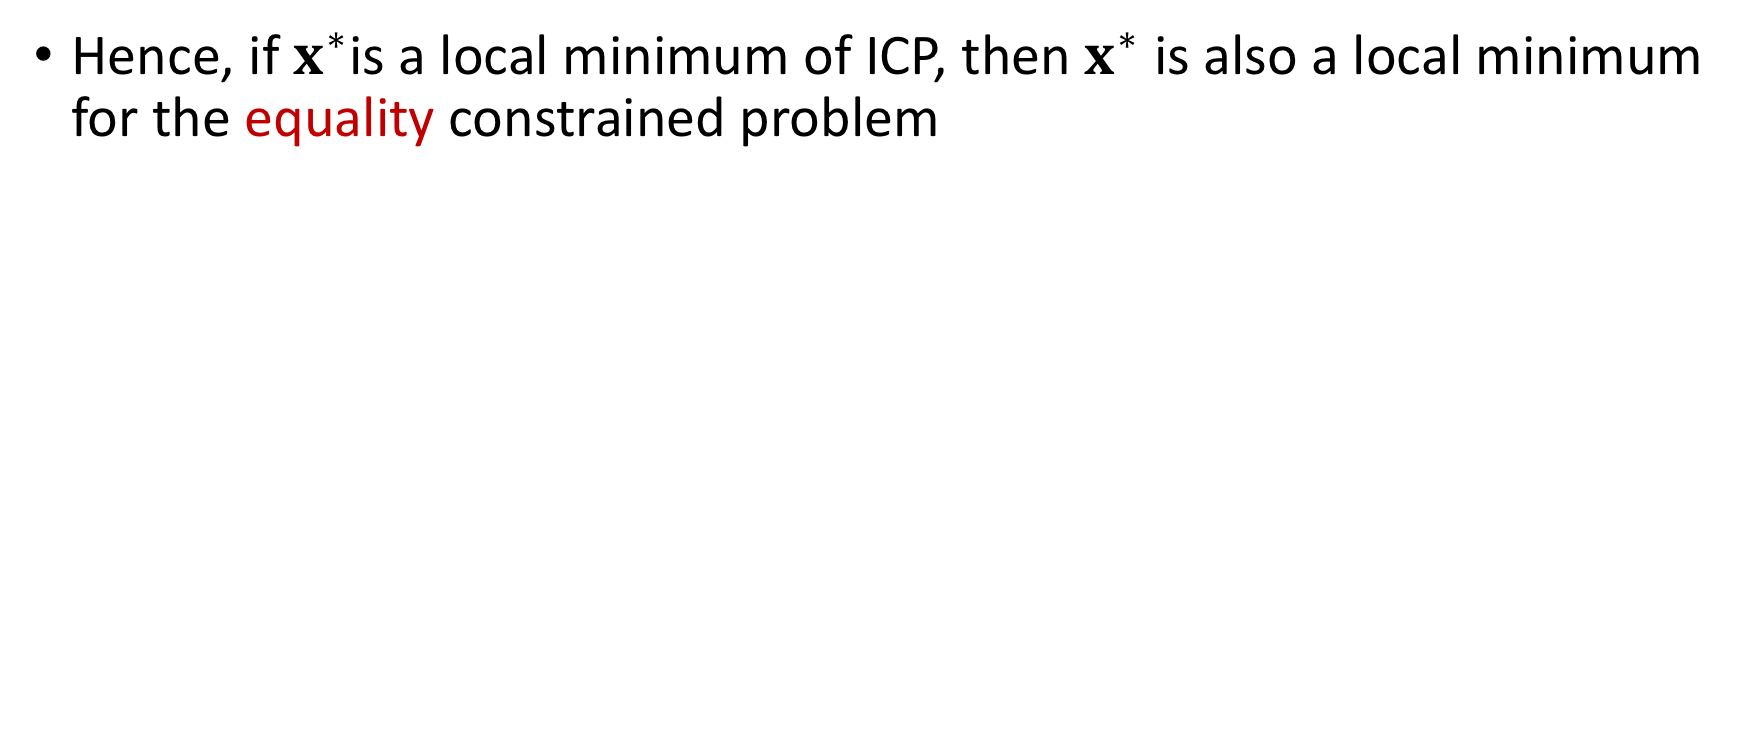 • Hence, if x* is a local minimum of ICP, then x* is also a local minimum
for the equality constrained problem